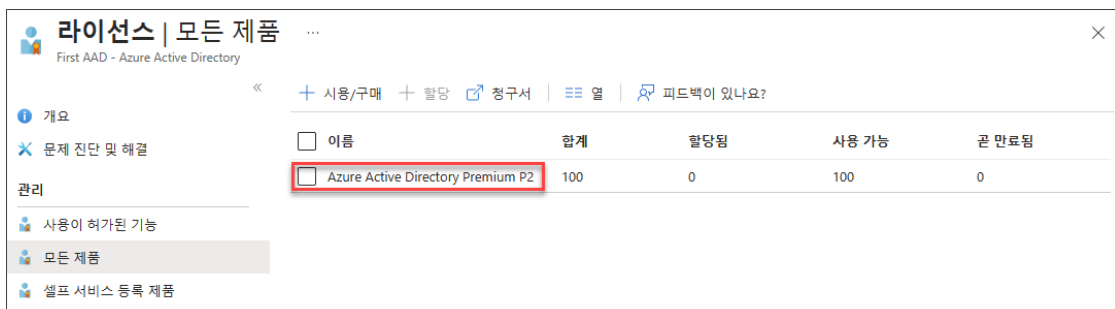 라이선스 | 모든 제품 ...
First AAD - Azure Active Directory
개요
문제 진단 및 해결
관리
사용이 허가된 기능
모든 제품
셀프 서비스 등록 제품
시용/구매 할당 청구서 열 피드백이 있나요?
이름 합계 할당됨 사용 가능 곧 만료됨
Azure Active Directory Premium P2 100 0 100 0